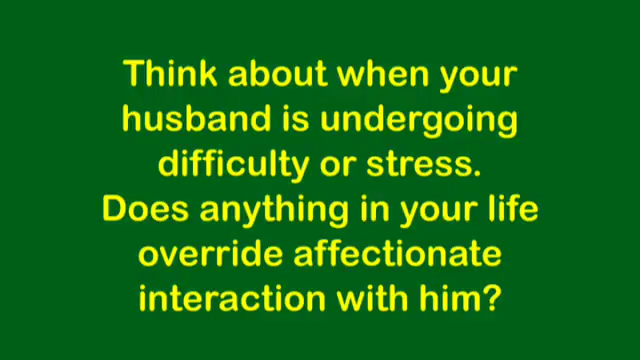 Think about when your
husband is undergoing
difficulty or stress.
Does anything in your life
override affectionate
interaction with him?